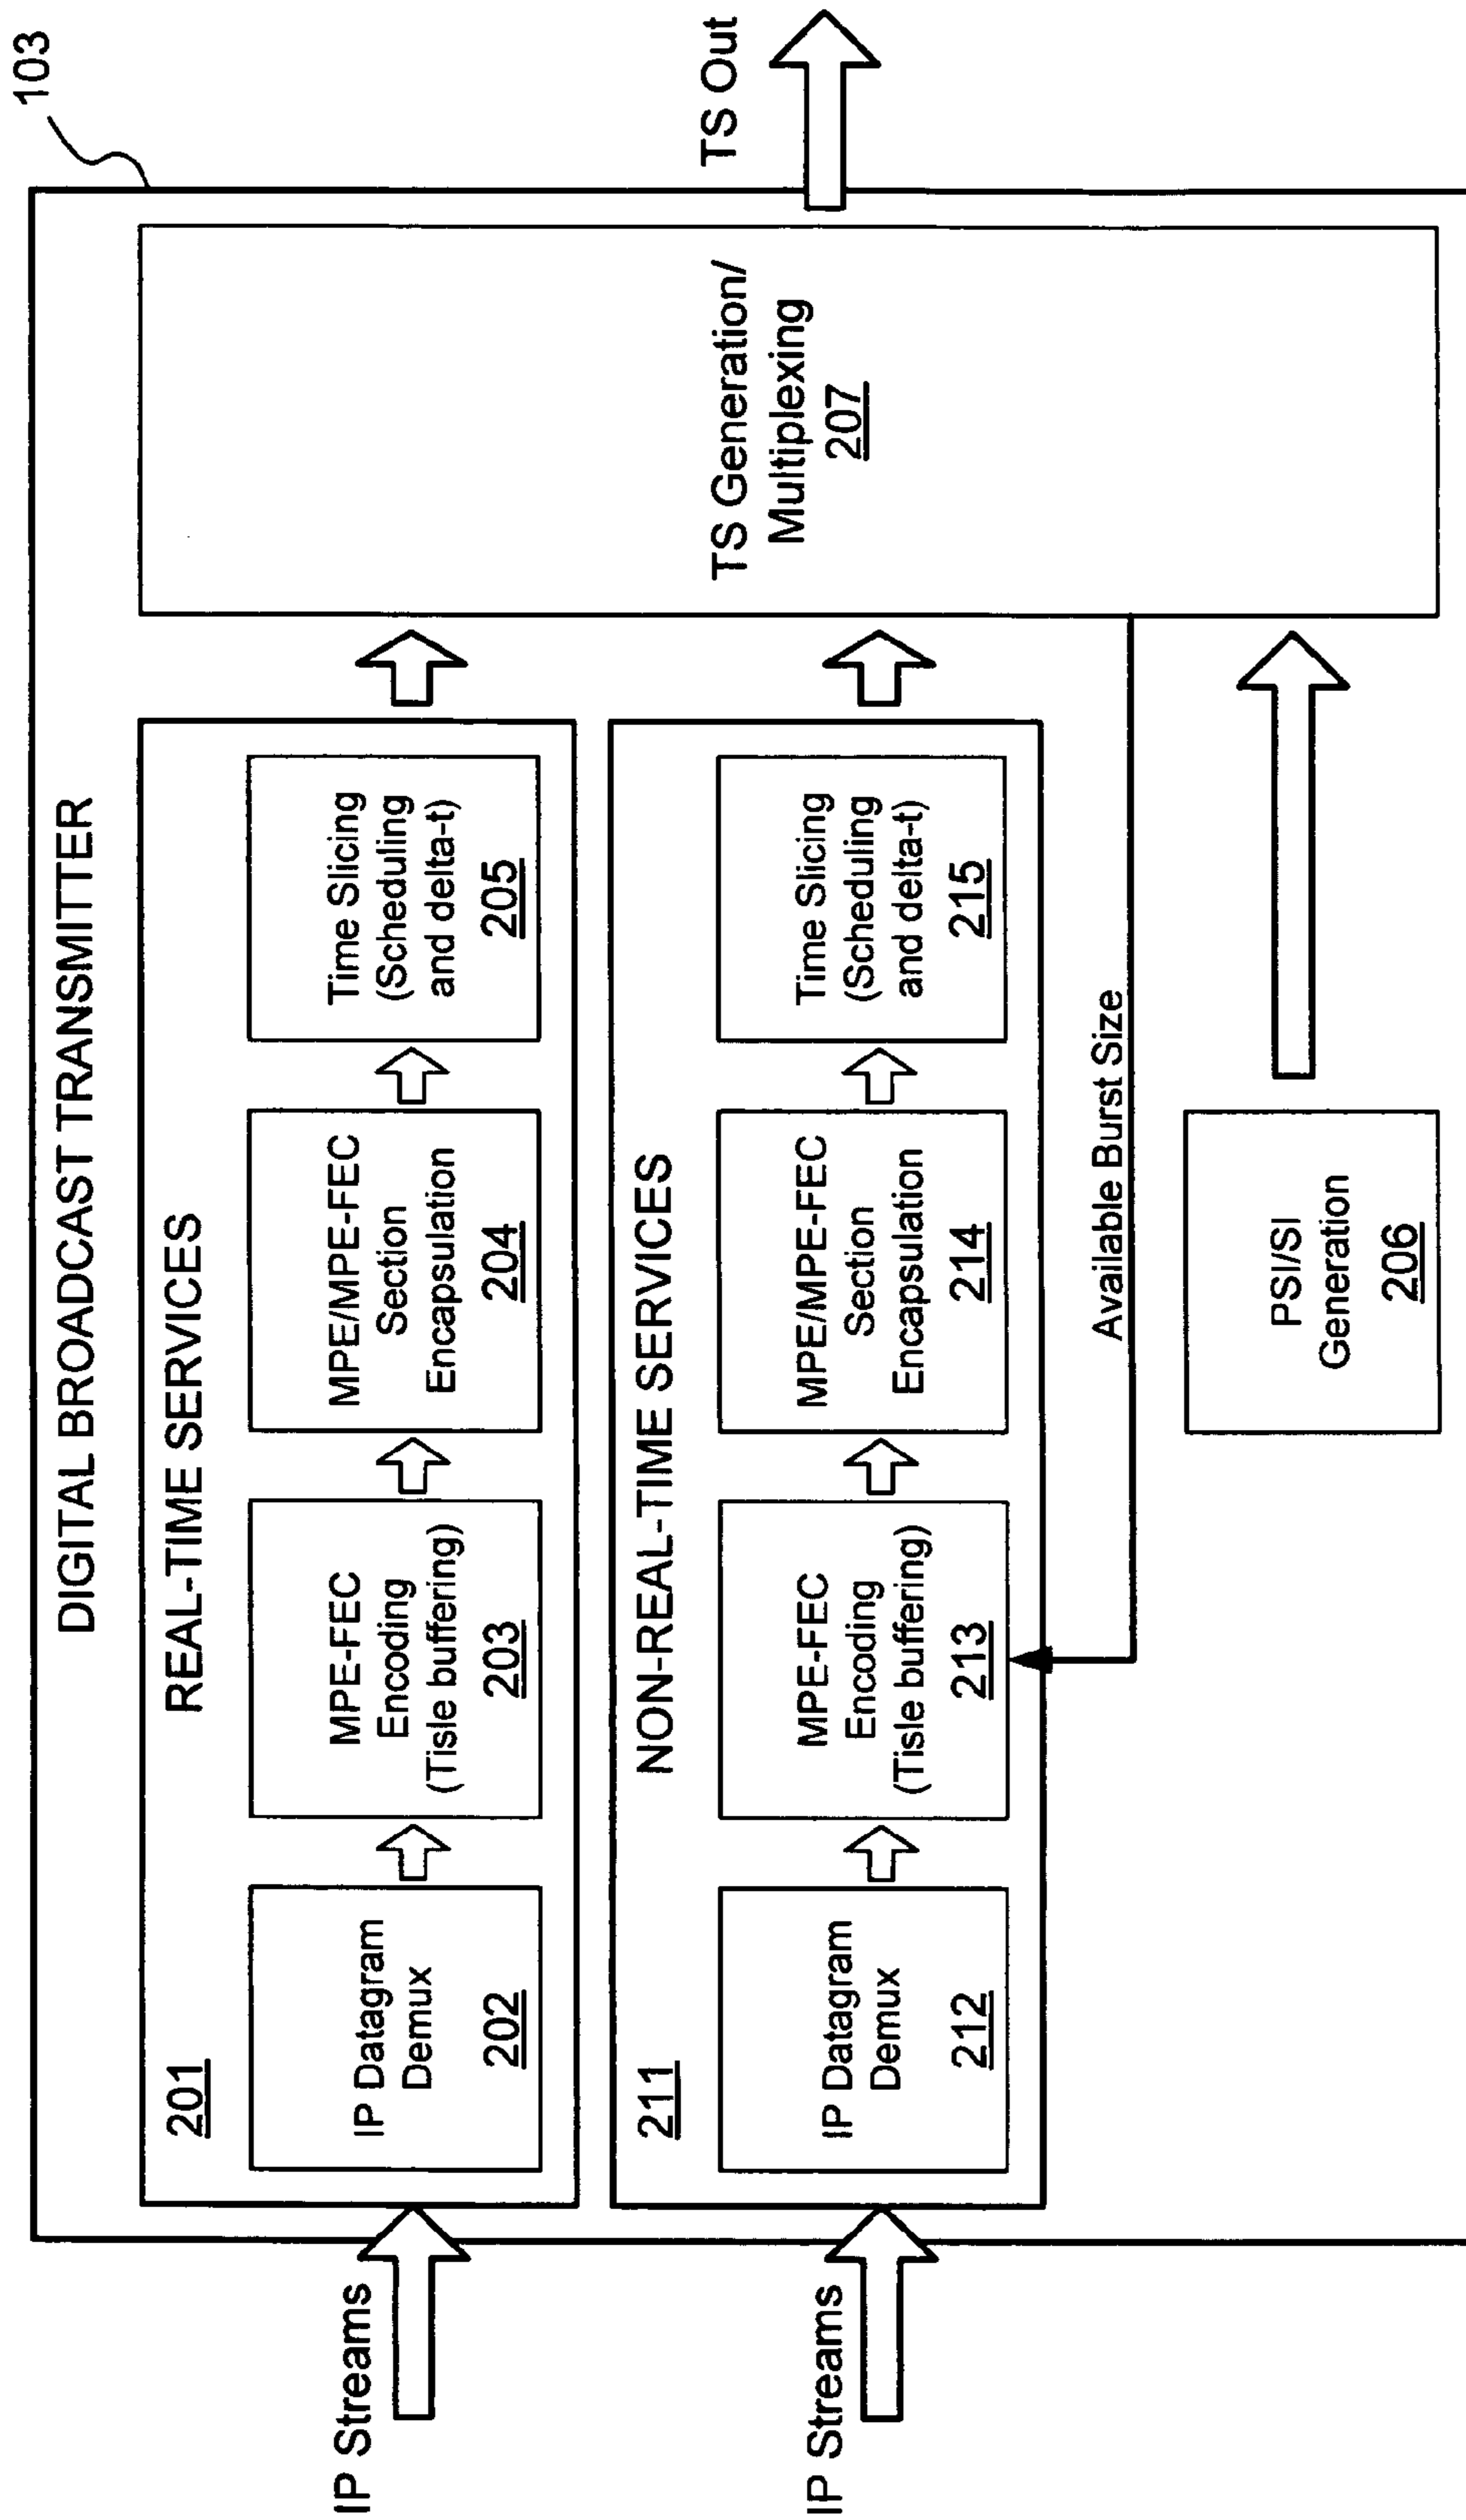 103
DIGITAL BROADCAST TRANSMITTER
IP Streams
201
REAL-TIME SERVICES
IP Datagram
Demux
202
MPE-FEC
Encoding
(Tisle buffering)
203
MPE/MPE-FEC
Section
Encapsulation
204
Time Slicing
(Scheduling
and delta-t)
205
IP Streams
211
NON-REAL-TIME SERVICES
IP Datagram
Demux
212
MPE-FEC
Encoding
(Tisle buffering)
213
MPE/MPE-FEC
Section
Encapsulation
214
Time Slicing
(Scheduling
and delta-t)
215
Available Burst Size
PSI/SI
Generation
206
TS Generation/
Multiplexing
207
TS Out